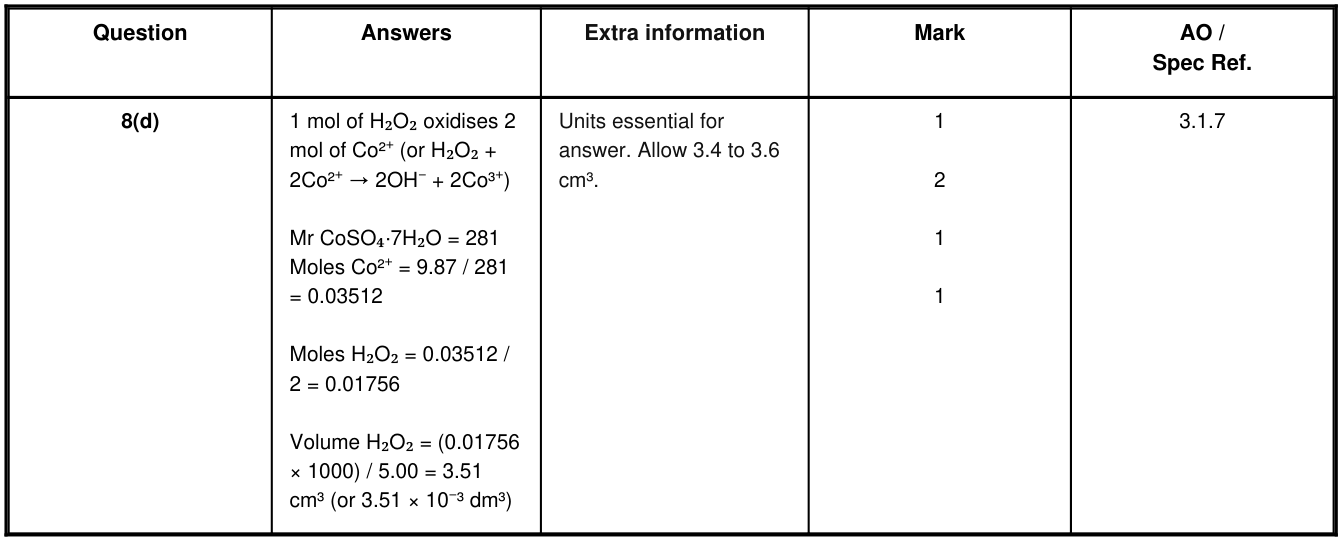 Question Answers Extra information Mark AO /
Spec Ref.
8(d)
1 mol of H₂O₂ oxidises 2
mol of Co²⁺ (or H₂O₂ +
2Co²⁺ → 2OH⁻ + 2Co³⁺)
Mr CoSO₄·7H₂O = 281
Moles Co²⁺ = 9.87 / 281
= 0.03512
Moles H₂O₂ = 0.03512 /
2 = 0.01756
Volume H₂O₂ = (0.01756
× 1000) / 5.00 = 3.51
cm³ (or 3.51 × 10⁻³ dm³)
Units essential for
answer. Allow 3.4 to 3.6
cm³.
1
2
1
1
3.1.7